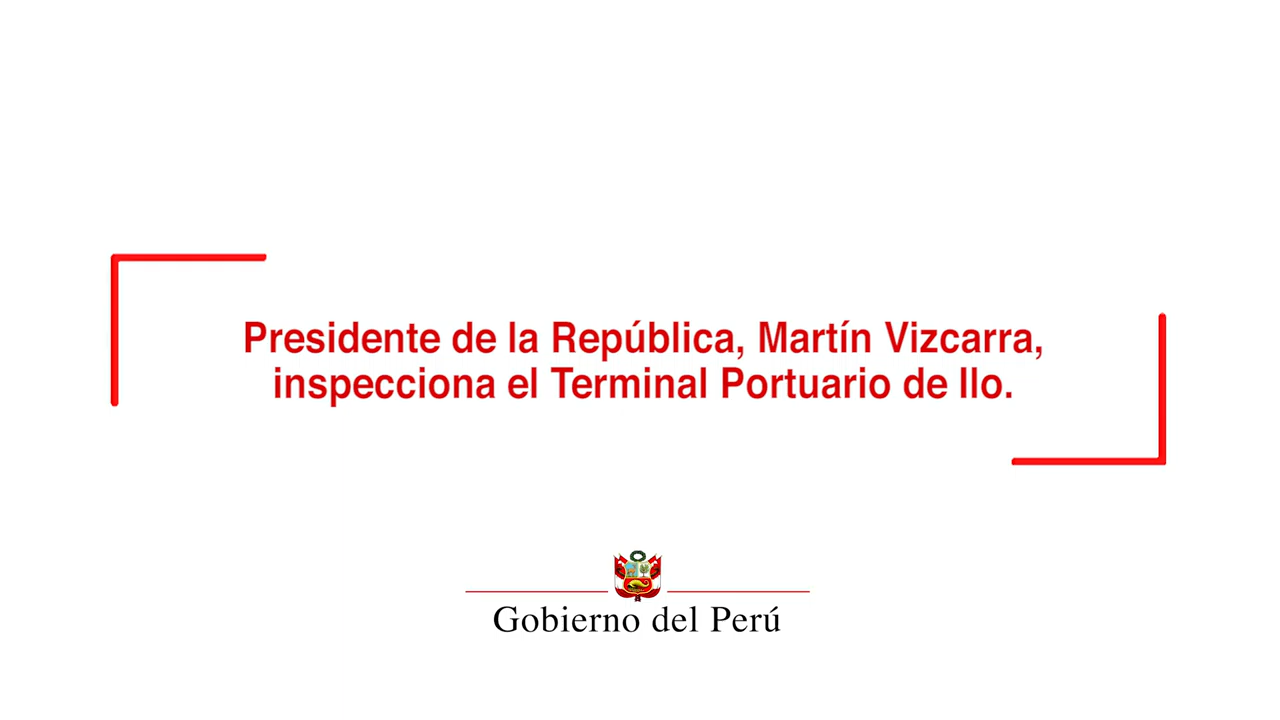 Presidente de la República, Martín Vizcarra,
inspecciona el Terminal Portuario de Ilo.
Gobierno del Perú